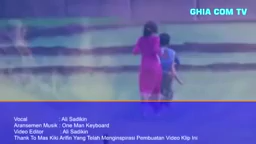 GHIA COM TV
Vocal : Ali Sadikin
Aransemen Musik : One Man Keyboard
Video Editor : Ali Sadikin
Thank To Mas Kiki Arifin Yang Telah Menginspirasi Pembuatan Video Klip Ini